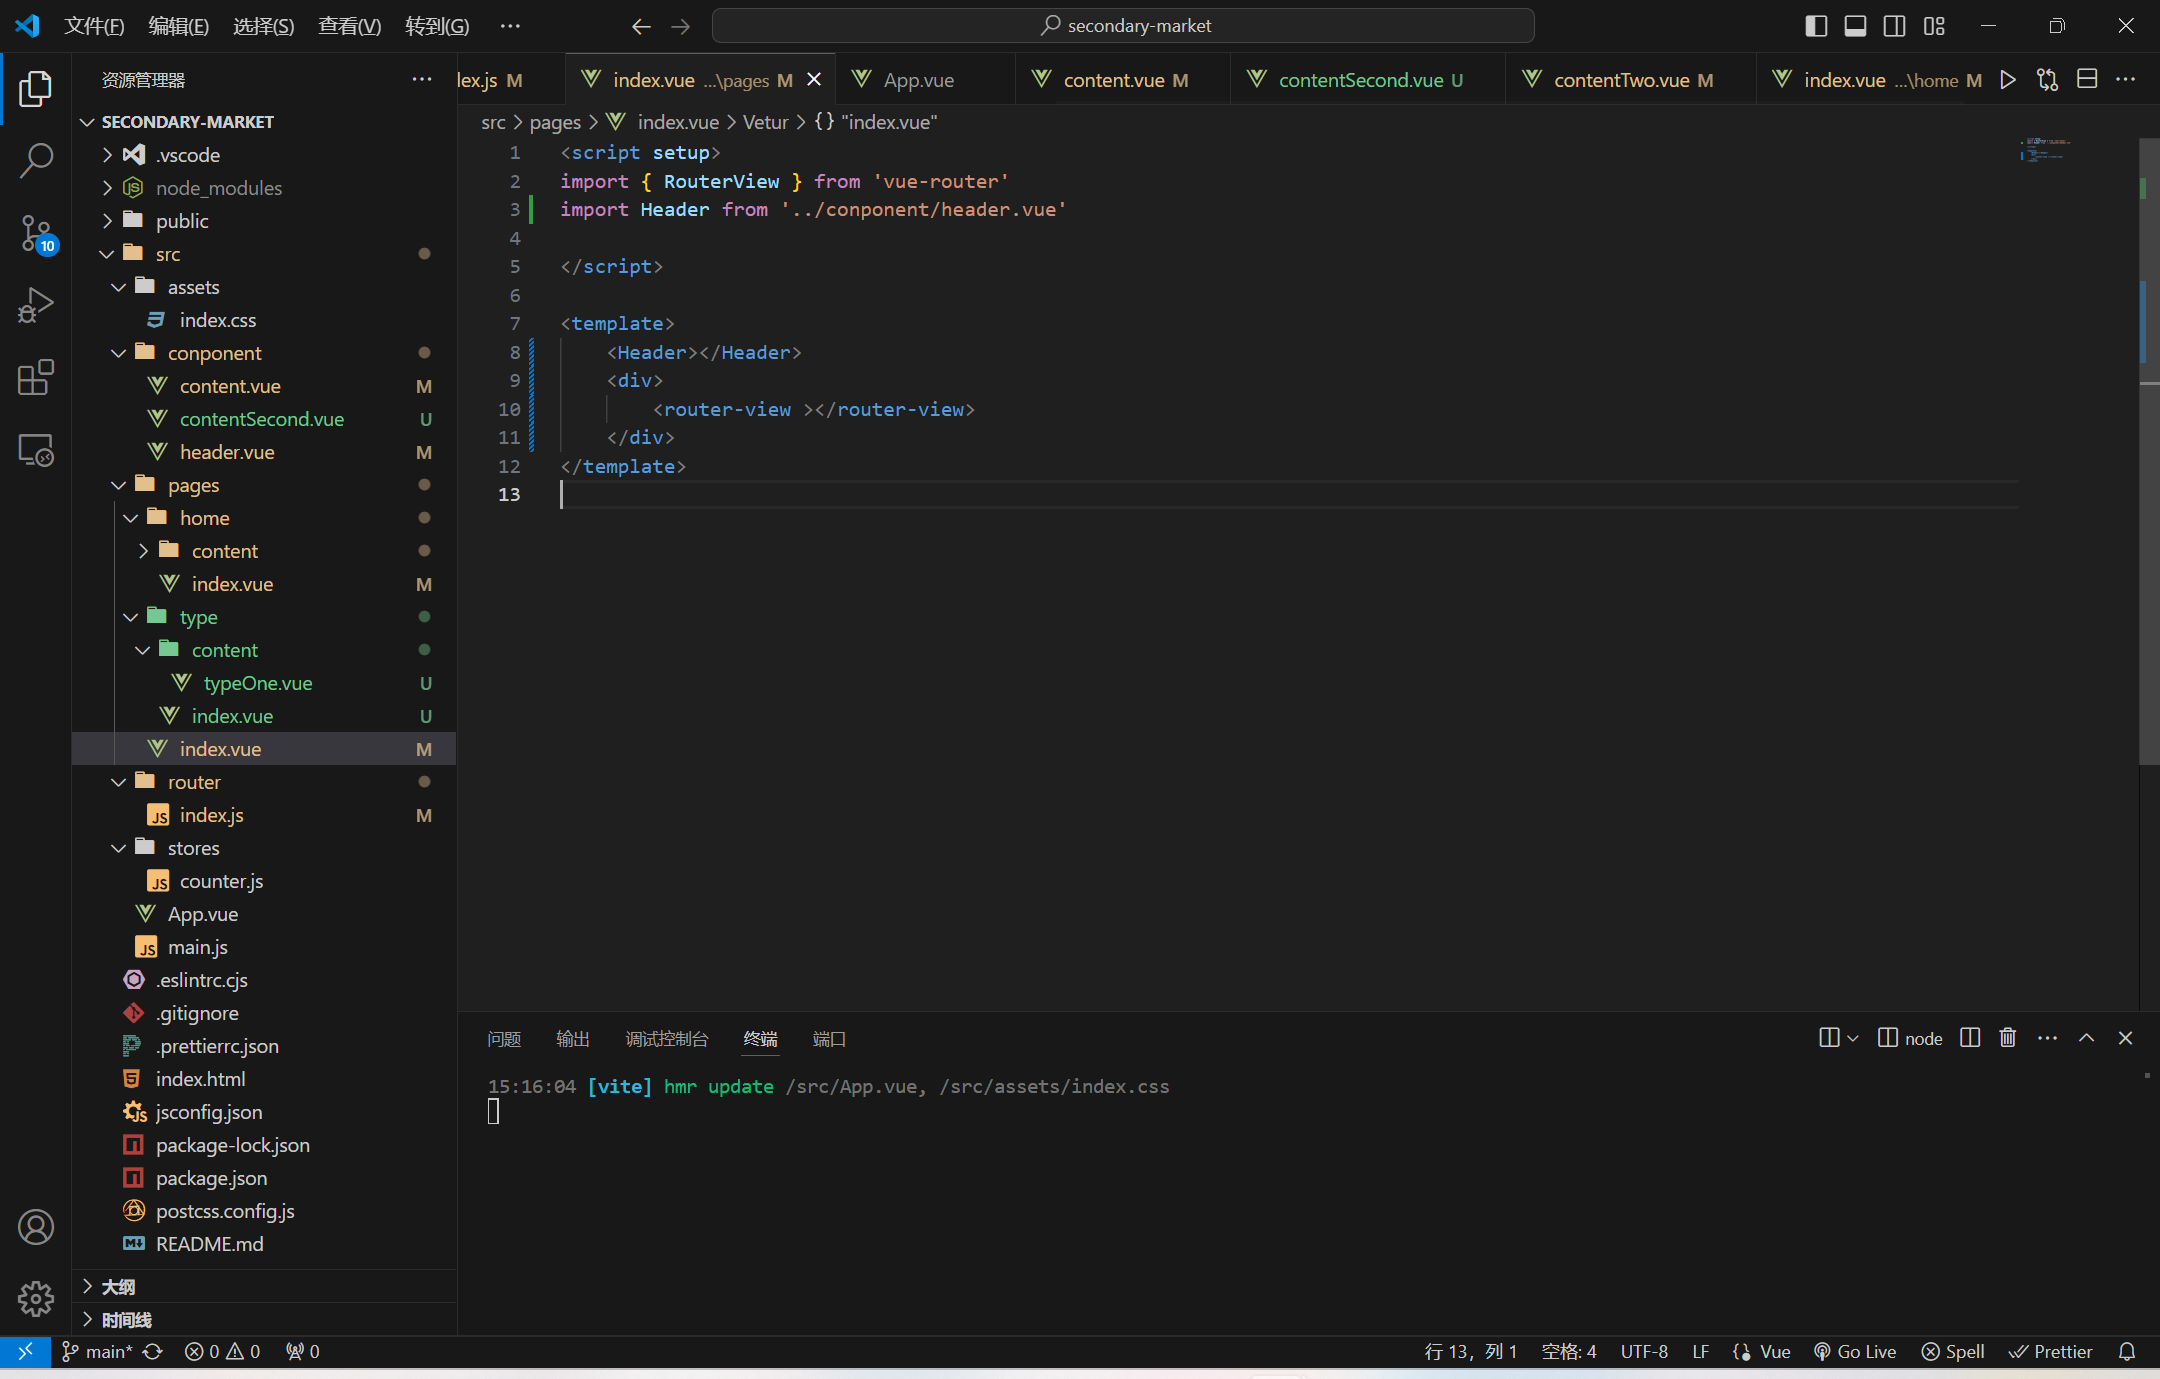 文件(F) 编辑(E) 选择(S) 查看(V) 转到(G) ···
secondary-market
资源管理器
SECONDARY-MARKET
.vscode
node_modules
public
src
assets
index.css
conponent
content.vue M
contentSecond.vue U
header.vue M
pages
home
content
index.vue M
type
content
typeOne.vue U
index.vue U
index.vue M
router
index.js M
stores
counter.js
App.vue
main.js
.eslintrc.cjs
.gitignore
.prettierrc.json
index.html
jsconfig.json
package-lock.json
package.json
postcss.config.js
README.md
大纲
时间线
10
lex.js M index.vue ...\pages M App.vue content.vue M contentSecond.vue U contentTwo.vue M index.vue ...\home M
src > pages > index.vue > Vetur > {} "index.vue"
1 <script setup>
2 import { RouterView } from 'vue-router'
3 import Header from '../conponent/header.vue'
4
5 </script>
6
7 <template>
8 <Header></Header>
9 <div>
10 <router-view ></router-view>
11 </div>
12 </template>
13
问题 输出 调试控制台 终端 端口 node
15:16:04 [vite] hmr update /src/App.vue, /src/assets/index.css
main* 0 0 0 行 13, 列 1 空格: 4 UTF-8 LF Vue Go Live Spell Prettier